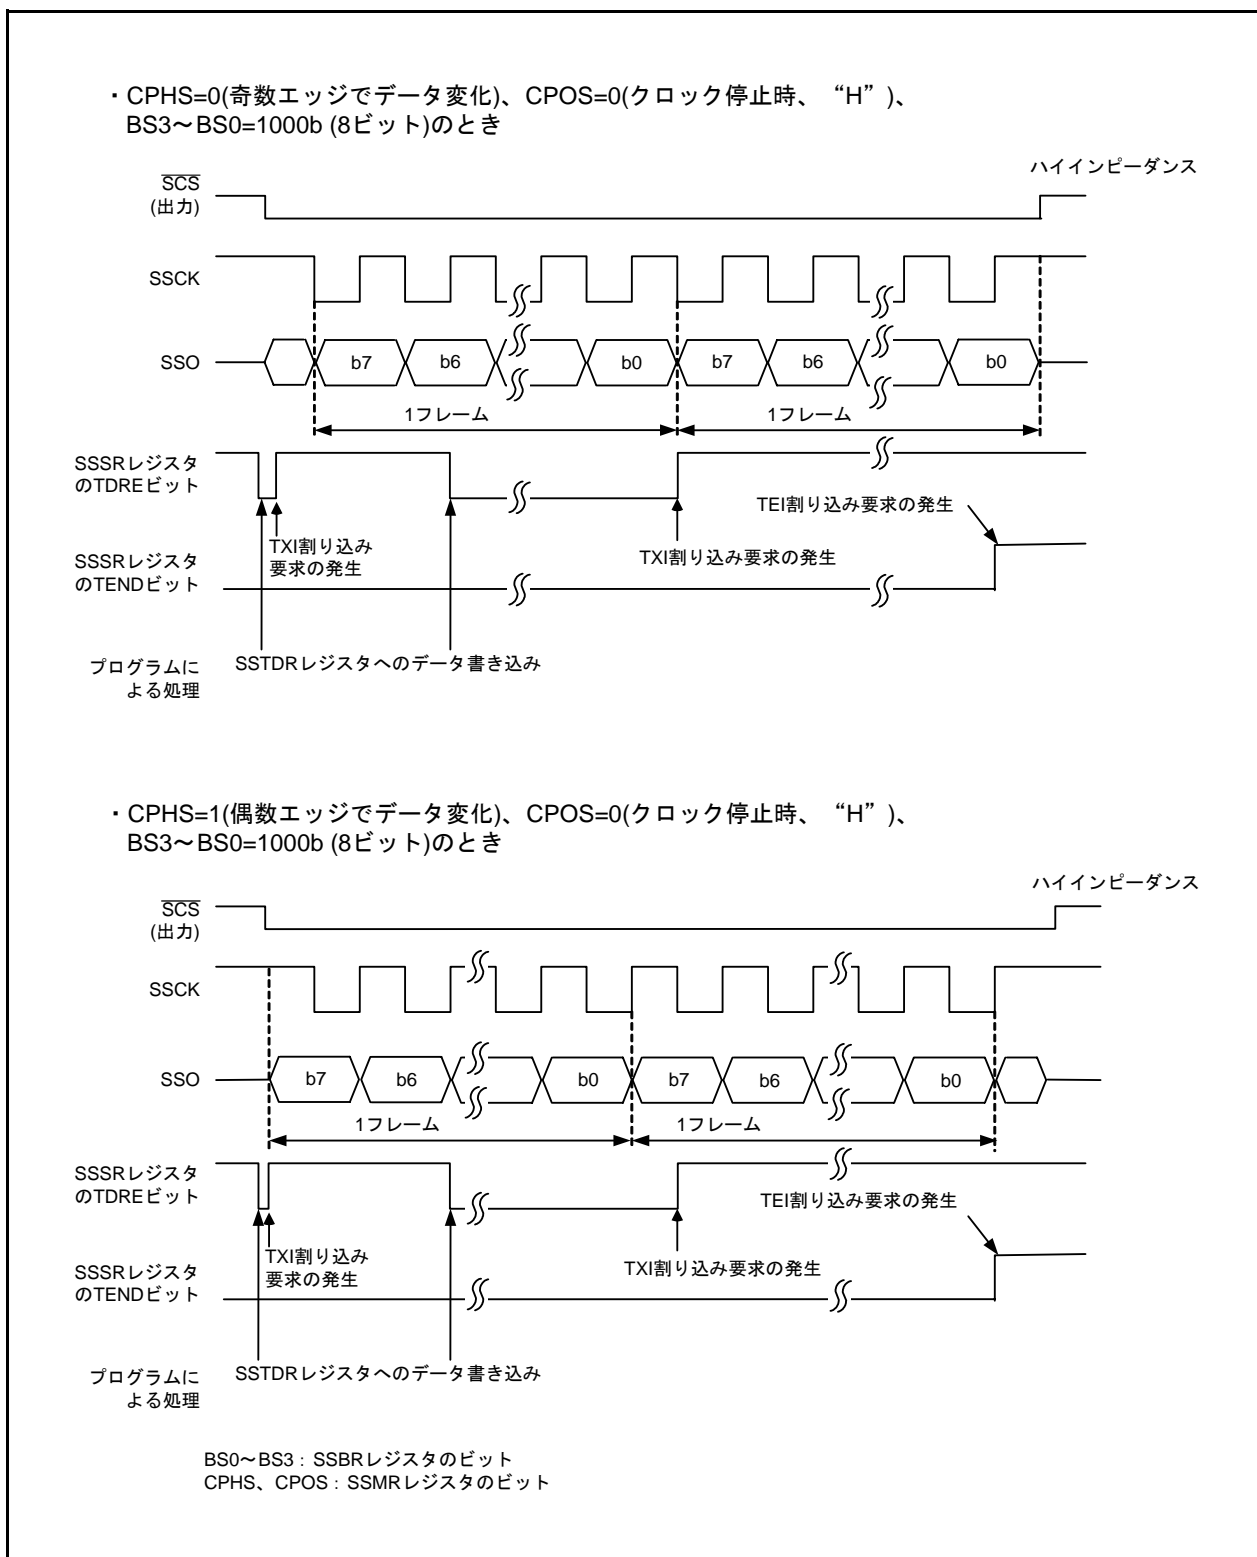 ・CPHS=0(奇数エッジでデータ変化)、CPOS=0(クロック停止時、“H”)、
BS3～BS0=1000b (8ビット)のとき
ハイインピーダンス
SCS
(出力)
SSCK
SSO
b7
b6
b0
b7
b6
b0
1フレーム
1フレーム
SSSRレジスタ
のTDREビット
TEI割り込み要求の発生
TXI割り込み
要求の発生
TXI割り込み要求の発生
SSSRレジスタ
のTENDビット
プログラムに
よる処理
SSTDRレジスタへのデータ書き込み
・CPHS=1(偶数エッジでデータ変化)、CPOS=0(クロック停止時、“H”)、
BS3～BS0=1000b (8ビット)のとき
ハイインピーダンス
SCS
(出力)
SSCK
SSO
b7
b6
b0
b7
b6
b0
1フレーム
1フレーム
SSSRレジスタ
のTDREビット
TEI割り込み要求の発生
TXI割り込み
要求の発生
TXI割り込み要求の発生
SSSRレジスタ
のTENDビット
プログラムに
よる処理
SSTDRレジスタへのデータ書き込み
BS0～BS3：SSBRレジスタのビット
CPHS、CPOS：SSMRレジスタのビット